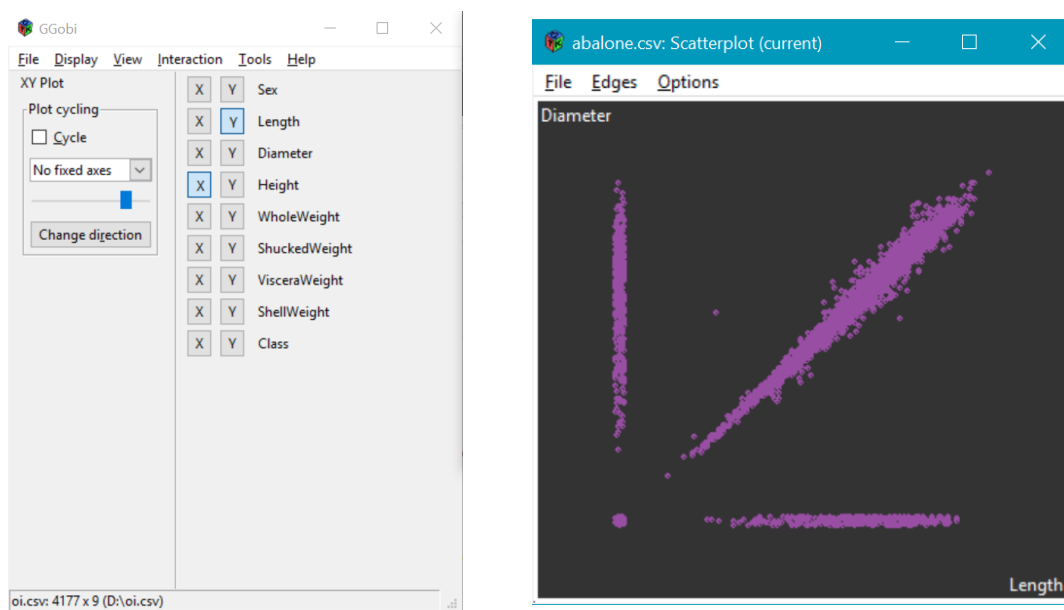 GGobi
File Display View Interaction Tools Help
XY Plot
Plot cycling
Cycle
No fixed axes
Change direction
X Y Sex
X Y Length
X Y Diameter
X Y Height
X Y WholeWeight
X Y ShuckedWeight
X Y VisceraWeight
X Y ShellWeight
X Y Class
oi.csv: 4177 x 9 (D:\oi.csv)
abalone.csv: Scatterplot (current)
File Edges Options
Diameter
Length